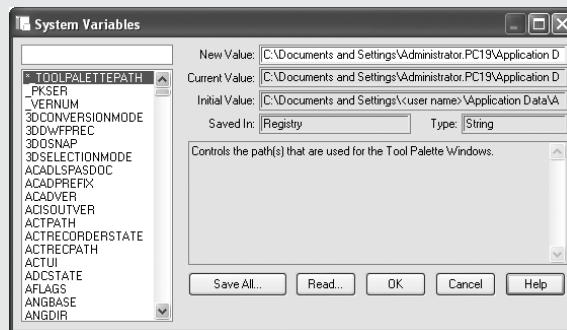 System Variables
New Value: C:\Documents and Settings\Administrator.PC19\Application D
Current Value: C:\Documents and Settings\Administrator.PC19\Application D
Initial Value: C:\Documents and Settings\<user name>\Application Data\A
Saved In: Registry Type: String
Controls the path(s) that are used for the Tool Palette Windows.
*_TOOLPALETTEPATH
_PKSER
_VERNUM
3DCONVERSIONMODE
3DDWFPREC
3DOSNAP
3DSELECTIONMODE
ACADLSPASDOC
ACADPREFIX
ACADVER
ACISOUTVER
ACTPATH
ACTRECORDERSTATE
ACTRECPATH
ACTUI
ADCSTATE
AFLAGS
ANGBASE
ANGDIR
Save All... Read... OK Cancel Help